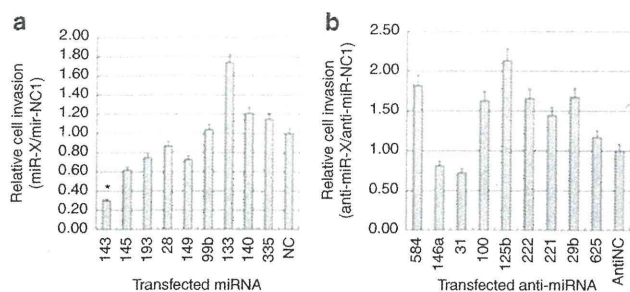 a
Relative cell invasion
(miR-X/mir-NC1)
2.00
1.80
1.60
1.40
1.20
1.00
0.80
0.60
0.40
0.20
0.00
*
143
145
193
28
149
99b
133
140
335
NC
Transfected miRNA
b
Relative cell invasion
(anti-miR-X/anti-miR-NC1)
2.50
2.00
1.50
1.00
0.50
0.00
584
146a
31
100
125b
222
221
29b
625
AntiNC
Transfected anti-miRNA